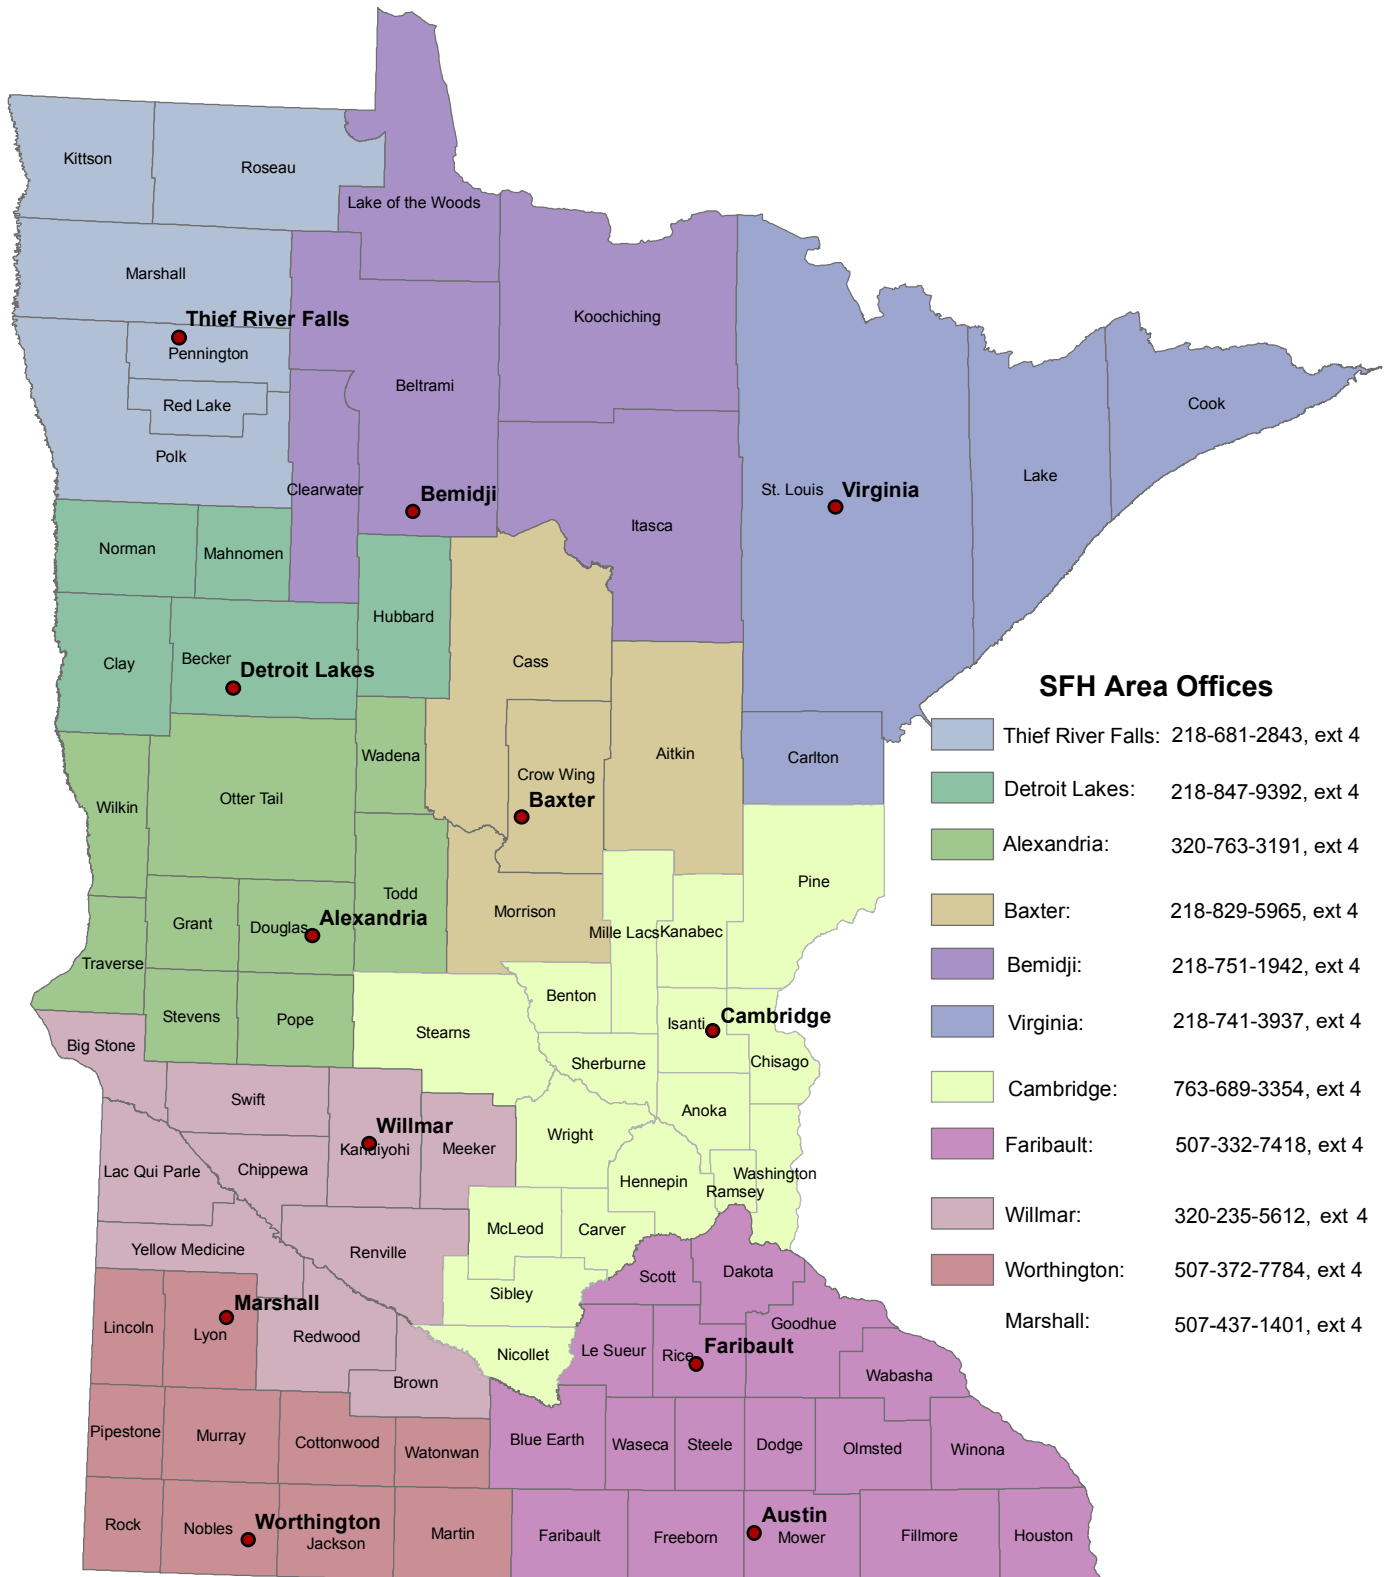 Kittson
Roseau
Lake of the Woods
Marshall
Thief River Falls
Pennington
Koochiching
Beltrami
Red Lake
Cook
Polk
Lake
Clearwater
Bemidji
St. Louis
Virginia
Itasca
Norman
Mahnomen
Hubbard
Clay
Becker
Detroit Lakes
Cass
Wadena
Aitkin
Carlton
Crow Wing
Baxter
Wilkin
Otter Tail
Pine
Todd
Morrison
Grant
Douglas
Alexandria
Mille Lacs
Kanabec
Traverse
Benton
Stevens
Pope
Stearns
Isanti
Cambridge
Big Stone
Sherburne
Chisago
Swift
Anoka
Willmar
Kandiyohi
Meeker
Wright
Lac Qui Parle
Chippewa
Hennepin
Washington
Ramsey
McLeod
Carver
Yellow Medicine
Renville
Scott
Dakota
Sibley
Marshall
Lincoln
Lyon
Redwood
Goodhue
Nicollet
Le Sueur
Rice
Faribault
Brown
Wabasha
Pipestone
Murray
Cottonwood
Watonwan
Blue Earth
Waseca
Steele
Dodge
Olmsted
Winona
Rock
Nobles
Worthington
Jackson
Martin
Faribault
Freeborn
Austin
Mower
Fillmore
Houston
SFH Area Offices
Thief River Falls: 218-681-2843, ext 4
Detroit Lakes: 218-847-9392, ext 4
Alexandria: 320-763-3191, ext 4
Baxter: 218-829-5965, ext 4
Bemidji: 218-751-1942, ext 4
Virginia: 218-741-3937, ext 4
Cambridge: 763-689-3354, ext 4
Faribault: 507-332-7418, ext 4
Willmar: 320-235-5612, ext 4
Worthington: 507-372-7784, ext 4
Marshall: 507-437-1401, ext 4